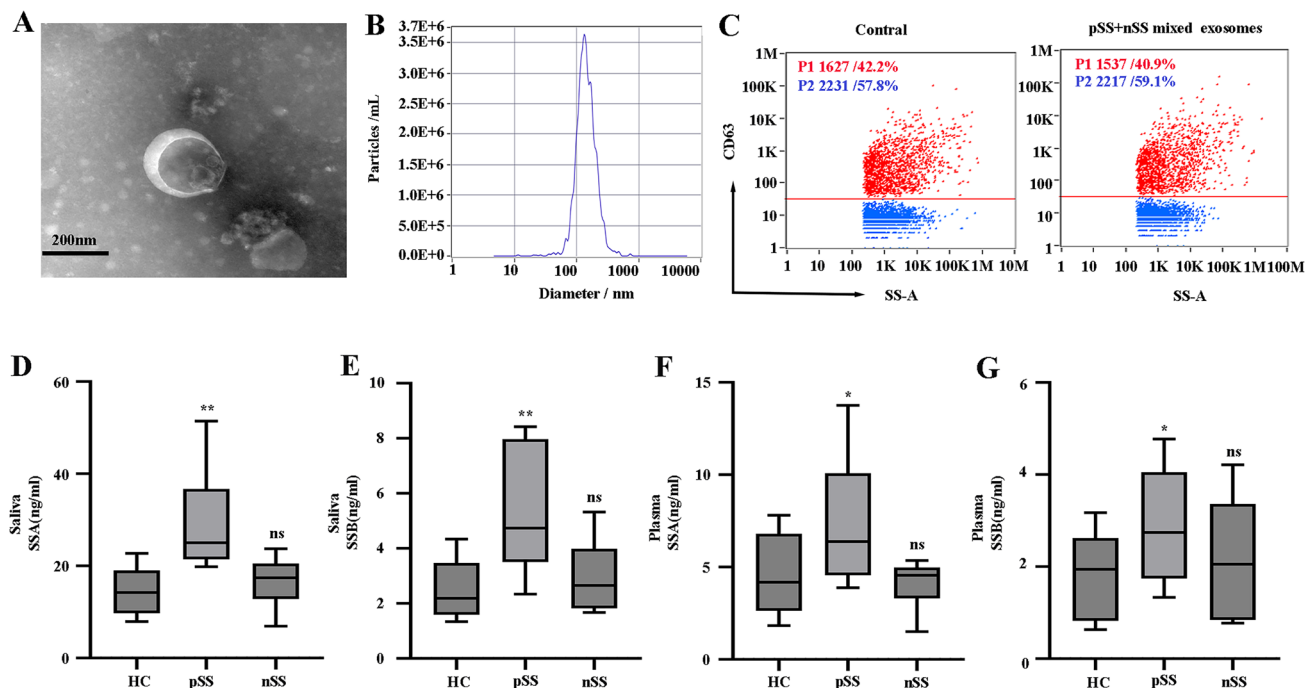 A
200nm
B
3.7E+6
3.5E+6
3.0E+6
2.5E+6
2.0E+6
1.5E+6
1.0E+6
5.0E+5
0.0E+0
Particles /mL
1 10 100 1000 10000
Diameter / nm
C
Contral
P1 1627 /42.2%
P2 2231 /57.8%
1M
100K
10K
1K
100
10
1
CD63
1 10 100 1K 10K 100K 1M 10M
SS-A
pSS+nSS mixed exosomes
P1 1537 /40.9%
P2 2217 /59.1%
1M
100K
10K
1K
100
10
1
1 10 100 1K 10K 100K 1M 100M
SS-A
D
60
40
20
0
Saliva
SSA(ng/ml)
**
ns
HC pSS nSS
E
10
8
6
4
2
0
Saliva
SSB(ng/ml)
**
ns
HC pSS nSS
F
15
10
5
0
Plasma
SSA(ng/ml)
*
ns
HC pSS nSS
G
6
4
2
0
Plasma
SSB(ng/ml)
*
ns
HC pSS nSS